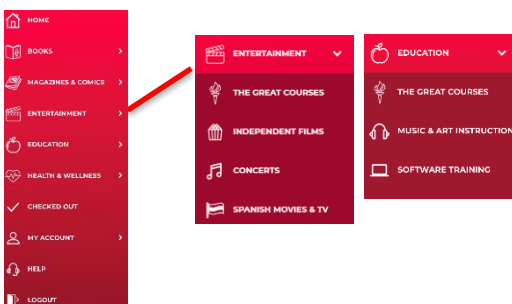 HOME
BOOKS
MAGAZINES & COMICS
ENTERTAINMENT
EDUCATION
HEALTH & WELLNESS
CHECKED OUT
MY ACCOUNT
HELP
LOGOUT
ENTERTAINMENT
THE GREAT COURSES
INDEPENDENT FILMS
CONCERTS
SPANISH MOVIES & TV
EDUCATION
THE GREAT COURSES
MUSIC & ART INSTRUCTION
SOFTWARE TRAINING